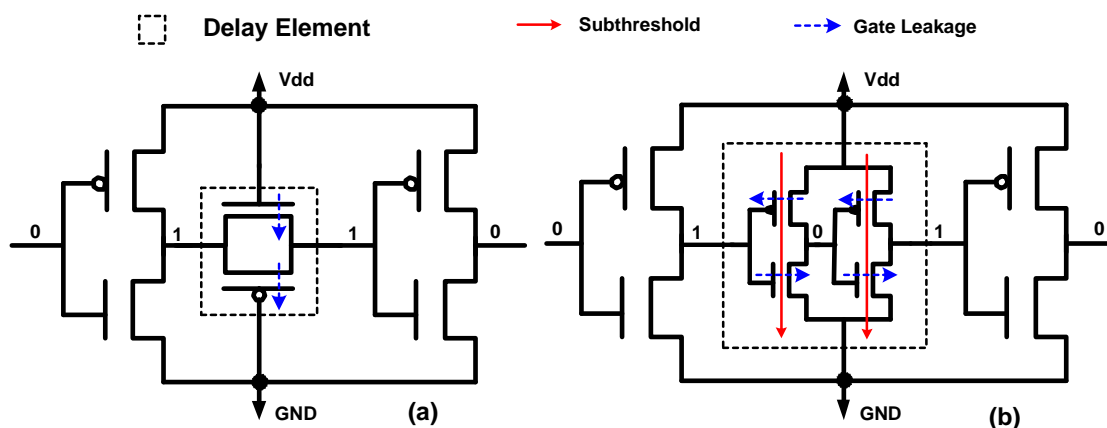 Delay Element
Subthreshold
Gate Leakage
Vdd
0
1
1
0
GND
(a)
Vdd
0
1
0
1
0
GND
(b)